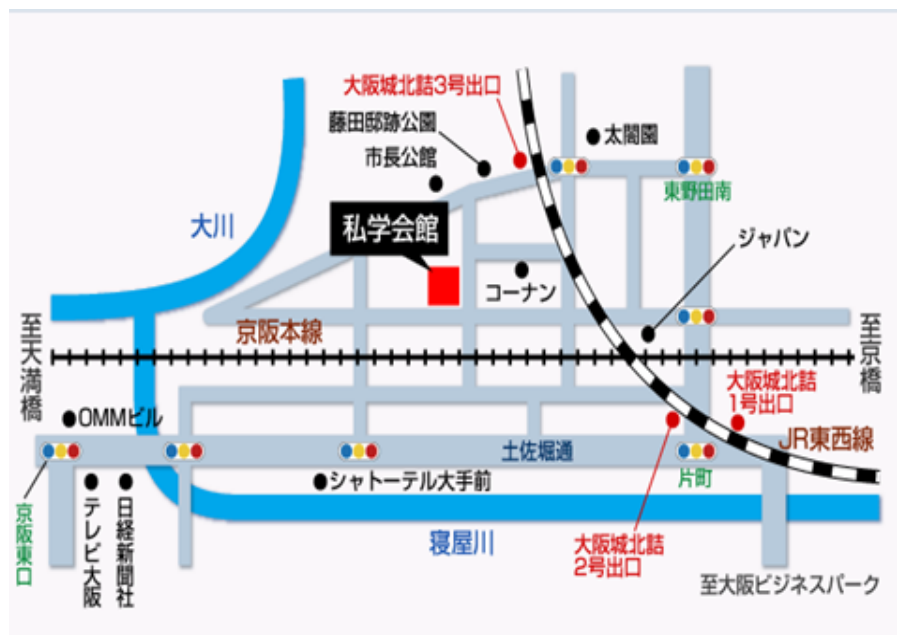 大阪城北詰3号出口
藤田邸跡公園
市長公館
太閤園
東野田南
大川
私学会館
ジャパン
コーナン
京阪本線
至天満橋
至京橋
大阪城北詰
1号出口
OMMビル
JR東西線
土佐堀通
片町
シャトーテル大手前
京阪東口
テレビ大阪
日経新聞社
寝屋川
大阪城北詰
2号出口
至大阪ビジネスパーク